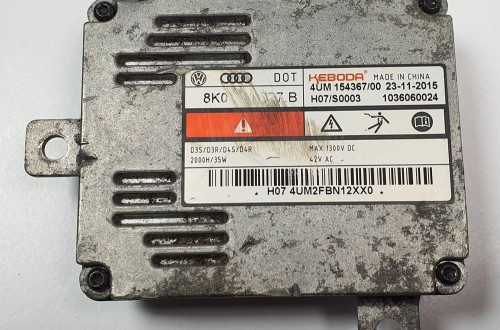 DOT
8K0 B
KEBODA MADE IN CHINA
4UM 154367/00 23-11-2015
H07/S0003 1036060024
D3S/D3R/D4S/D4R
2000H/35W
MAX 1300V DC
42V AC
H07 4UM2FBN12XX0